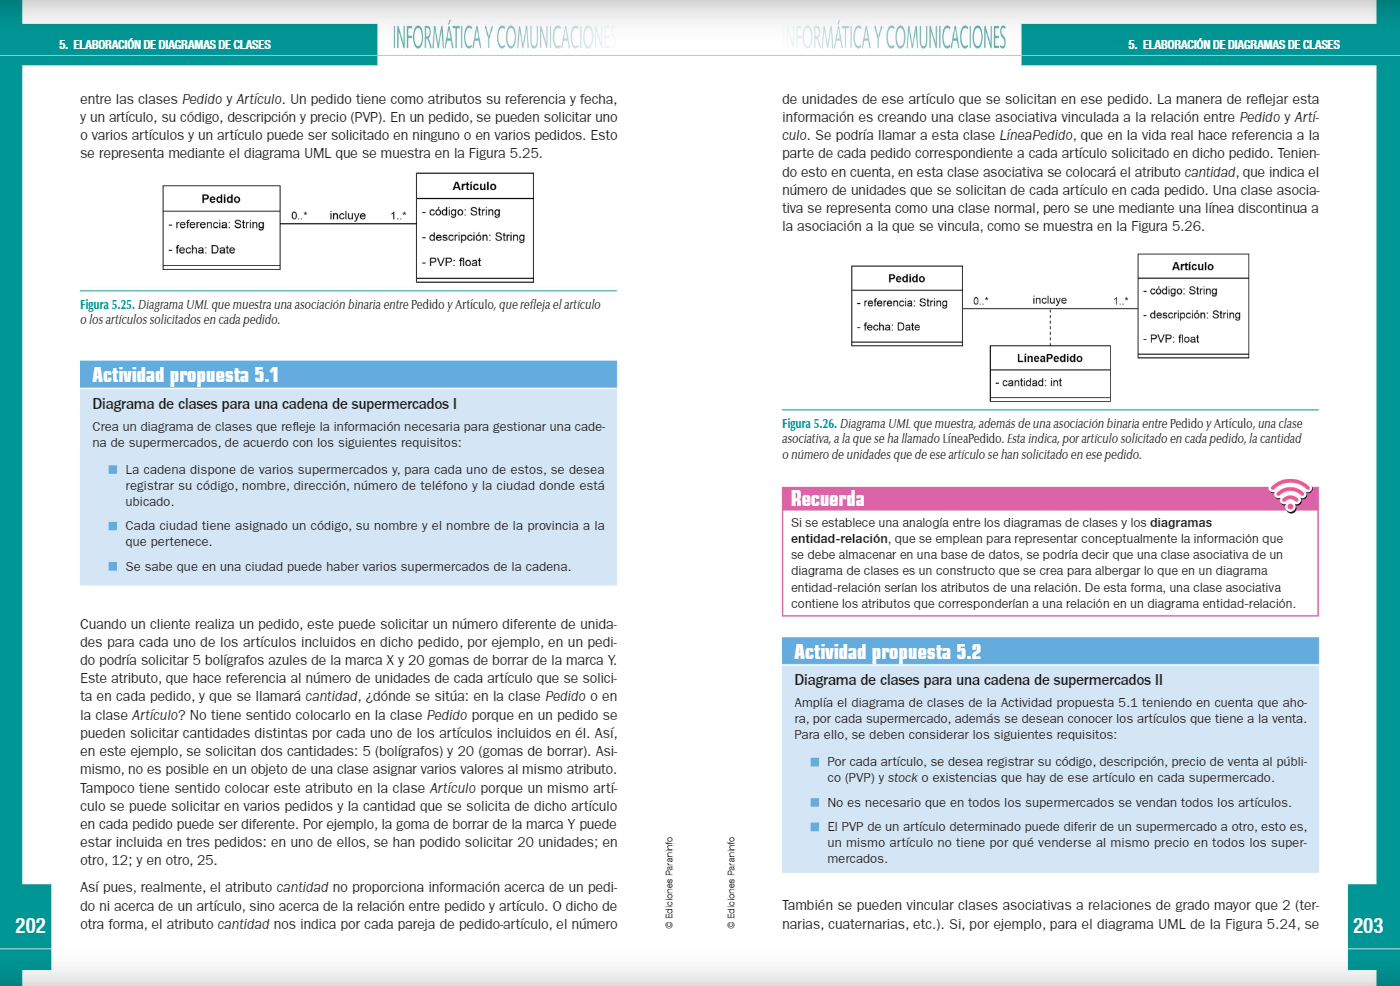 5. ELABORACIÓN DE DIAGRAMAS DE CLASES
INFORMÁTICA Y COMUNICACIONES
entre las clases Pedido y Artículo. Un pedido tiene como atributos su referencia y fecha,
y un artículo, su código, descripción y precio (PVP). En un pedido, se pueden solicitar uno
o varios artículos y un artículo puede ser solicitado en ninguno o en varios pedidos. Esto
se representa mediante el diagrama UML que se muestra en la Figura 5.25.
Pedido
- referencia: String
- fecha: Date
0..* incluye 1..*
Artículo
- código: String
- descripción: String
- PVP: float
Figura 5.25. Diagrama UML que muestra una asociación binaria entre Pedido y Artículo, que refleja el artículo
o los artículos solicitados en cada pedido.
Actividad propuesta 5.1
Diagrama de clases para una cadena de supermercados I
Crea un diagrama de clases que refleje la información necesaria para gestionar una cade-
na de supermercados, de acuerdo con los siguientes requisitos:
La cadena dispone de varios supermercados y, para cada uno de estos, se desea
registrar su código, nombre, dirección, número de teléfono y la ciudad donde está
ubicado.
Cada ciudad tiene asignado un código, su nombre y el nombre de la provincia a la
que pertenece.
Se sabe que en una ciudad puede haber varios supermercados de la cadena.
Cuando un cliente realiza un pedido, este puede solicitar un número diferente de unida-
des para cada uno de los artículos incluidos en dicho pedido, por ejemplo, en un pedi-
do podría solicitar 5 bolígrafos azules de la marca X y 20 gomas de borrar de la marca Y.
Este atributo, que hace referencia al número de unidades de cada artículo que se solici-
ta en cada pedido, y que se llamará cantidad, ¿dónde se sitúa: en la clase Pedido o en
la clase Artículo? No tiene sentido colocarlo en la clase Pedido porque en un pedido se
pueden solicitar cantidades distintas por cada uno de los artículos incluidos en él. Así,
en este ejemplo, se solicitan dos cantidades: 5 (bolígrafos) y 20 (gomas de borrar). Asi-
mismo, no es posible en un objeto de una clase asignar varios valores al mismo atributo.
Tampoco tiene sentido colocar este atributo en la clase Artículo porque un mismo artí-
culo se puede solicitar en varios pedidos y la cantidad que se solicita de dicho artículo
en cada pedido puede ser diferente. Por ejemplo, la goma de borrar de la marca Y puede
estar incluida en tres pedidos: en uno de ellos, se han podido solicitar 20 unidades; en
otro, 12; y en otro, 25.
Así pues, realmente, el atributo cantidad no proporciona información acerca de un pedi-
do ni acerca de un artículo, sino acerca de la relación entre pedido y artículo. O dicho de
otra forma, el atributo cantidad nos indica por cada pareja de pedido-artículo, el número
202
© Ediciones Paraninfo
INFORMÁTICA Y COMUNICACIONES
5. ELABORACIÓN DE DIAGRAMAS DE CLASES
de unidades de ese artículo que se solicitan en ese pedido. La manera de reflejar esta
información es creando una clase asociativa vinculada a la relación entre Pedido y Artí-
culo. Se podría llamar a esta clase LíneaPedido, que en la vida real hace referencia a la
parte de cada pedido correspondiente a cada artículo solicitado en dicho pedido. Tenien-
do esto en cuenta, en esta clase asociativa se colocará el atributo cantidad, que indica el
número de unidades que se solicitan de cada artículo en cada pedido. Una clase asocia-
tiva se representa como una clase normal, pero se une mediante una línea discontinua a
la asociación a la que se vincula, como se muestra en la Figura 5.26.
Pedido
- referencia: String
- fecha: Date
0..* incluye 1..*
Artículo
- código: String
- descripción: String
- PVP: float
LíneaPedido
- cantidad: int
Figura 5.26. Diagrama UML que muestra, además de una asociación binaria entre Pedido y Artículo, una clase
asociativa, a la que se ha llamado LíneaPedido. Esta indica, por artículo solicitado en cada pedido, la cantidad
o número de unidades que de ese artículo se han solicitado en ese pedido.
Recuerda
Si se establece una analogía entre los diagramas de clases y los diagramas
entidad-relación, que se emplean para representar conceptualmente la información que
se debe almacenar en una base de datos, se podría decir que una clase asociativa de un
diagrama de clases es un constructo que se crea para albergar lo que en un diagrama
entidad-relación serían los atributos de una relación. De esta forma, una clase asociativa
contiene los atributos que corresponderían a una relación en un diagrama entidad-relación.
Actividad propuesta 5.2
Diagrama de clases para una cadena de supermercados II
Amplía el diagrama de clases de la Actividad propuesta 5.1 teniendo en cuenta que aho-
ra, por cada supermercado, además se desean conocer los artículos que tiene a la venta.
Para ello, se deben considerar los siguientes requisitos:
Por cada artículo, se desea registrar su código, descripción, precio de venta al públi-
co (PVP) y stock o existencias que hay de ese artículo en cada supermercado.
No es necesario que en todos los supermercados se vendan todos los artículos.
El PVP de un artículo determinado puede diferir de un supermercado a otro, esto es,
un mismo artículo no tiene por qué venderse al mismo precio en todos los super-
mercados.
También se pueden vincular clases asociativas a relaciones de grado mayor que 2 (ter-
narias, cuaternarias, etc.). Si, por ejemplo, para el diagrama UML de la Figura 5.24, se
© Ediciones Paraninfo
203